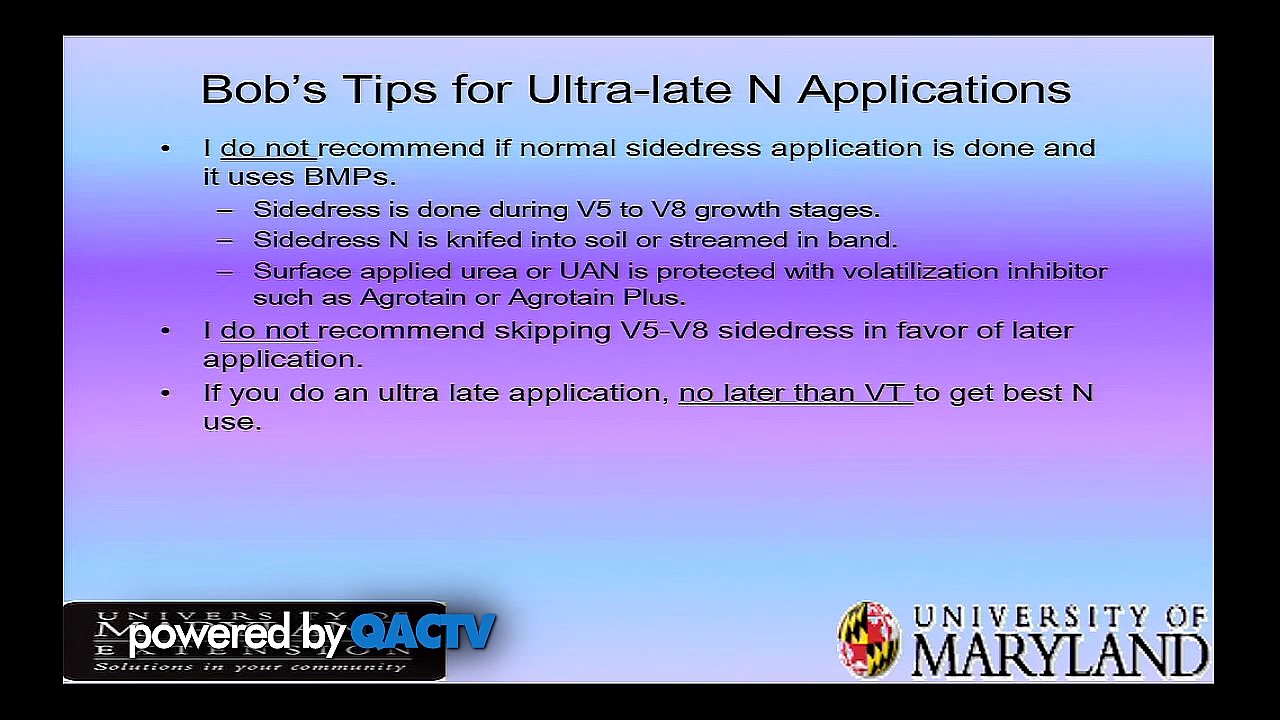 Bob's Tips for Ultra-late N Applications
• I do not recommend if normal sidedress application is done and
it uses BMPs.
– Sidedress is done during V5 to V8 growth stages.
– Sidedress N is knifed into soil or streamed in band.
– Surface applied urea or UAN is protected with volatilization inhibitor
such as Agrotain or Agrotain Plus.
• I do not recommend skipping V5-V8 sidedress in favor of later
application.
• If you do an ultra late application, no later than VT to get best N
use.
UNIVERSITY OF
powered by QACTV
Solutions in your community
UNIVERSITY OF
MARYLAND